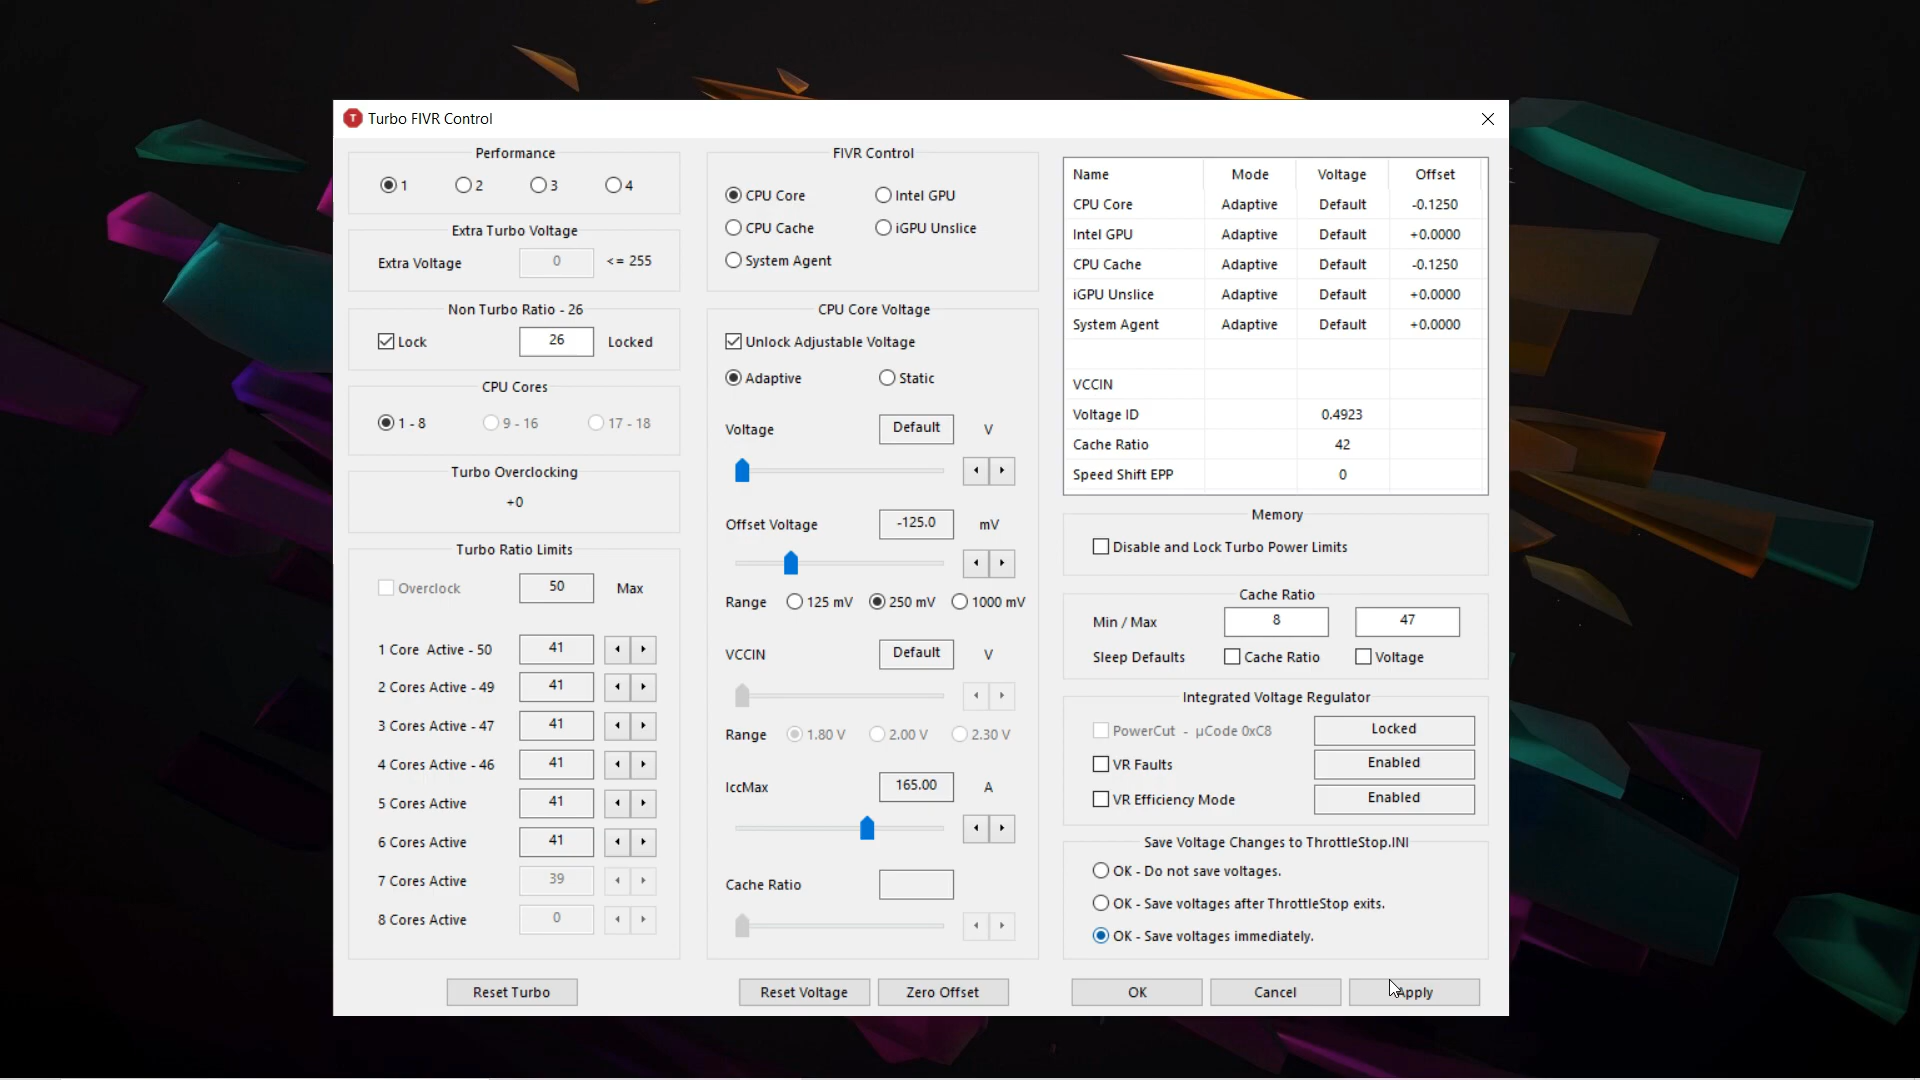 Turbo FIVR Control
Performance
1 2 3 4
Extra Turbo Voltage
Extra Voltage 0 <= 255
Non Turbo Ratio - 26
Lock 26 Locked
CPU Cores
1 - 8 9 - 16 17 - 18
Turbo Overclocking
+0
Turbo Ratio Limits
Overclock 50 Max
1 Core Active - 50 41
2 Cores Active - 49 41
3 Cores Active - 47 41
4 Cores Active - 46 41
5 Cores Active 41
6 Cores Active 41
7 Cores Active 39
8 Cores Active 0
Reset Turbo
FIVR Control
CPU Core Intel GPU
CPU Cache iGPU Unslice
System Agent
CPU Core Voltage
Unlock Adjustable Voltage
Adaptive Static
Voltage Default V
Offset Voltage -125.0 mV
Range 125 mV 250 mV 1000 mV
VCCIN Default V
Range 1.80 V 2.00 V 2.30 V
IccMax 165.00 A
Cache Ratio
Reset Voltage Zero Offset
Name Mode Voltage Offset
CPU Core Adaptive Default -0.1250
Intel GPU Adaptive Default +0.0000
CPU Cache Adaptive Default -0.1250
iGPU Unslice Adaptive Default +0.0000
System Agent Adaptive Default +0.0000
VCCIN
Voltage ID 0.4923
Cache Ratio 42
Speed Shift EPP 0
Memory
Disable and Lock Turbo Power Limits
Cache Ratio
Min / Max 8 47
Sleep Defaults Cache Ratio Voltage
Integrated Voltage Regulator
PowerCut - µCode 0xC8 Locked
VR Faults Enabled
VR Efficiency Mode Enabled
Save Voltage Changes to ThrottleStop.INI
OK - Do not save voltages.
OK - Save voltages after ThrottleStop exits.
OK - Save voltages immediately.
OK Cancel Apply